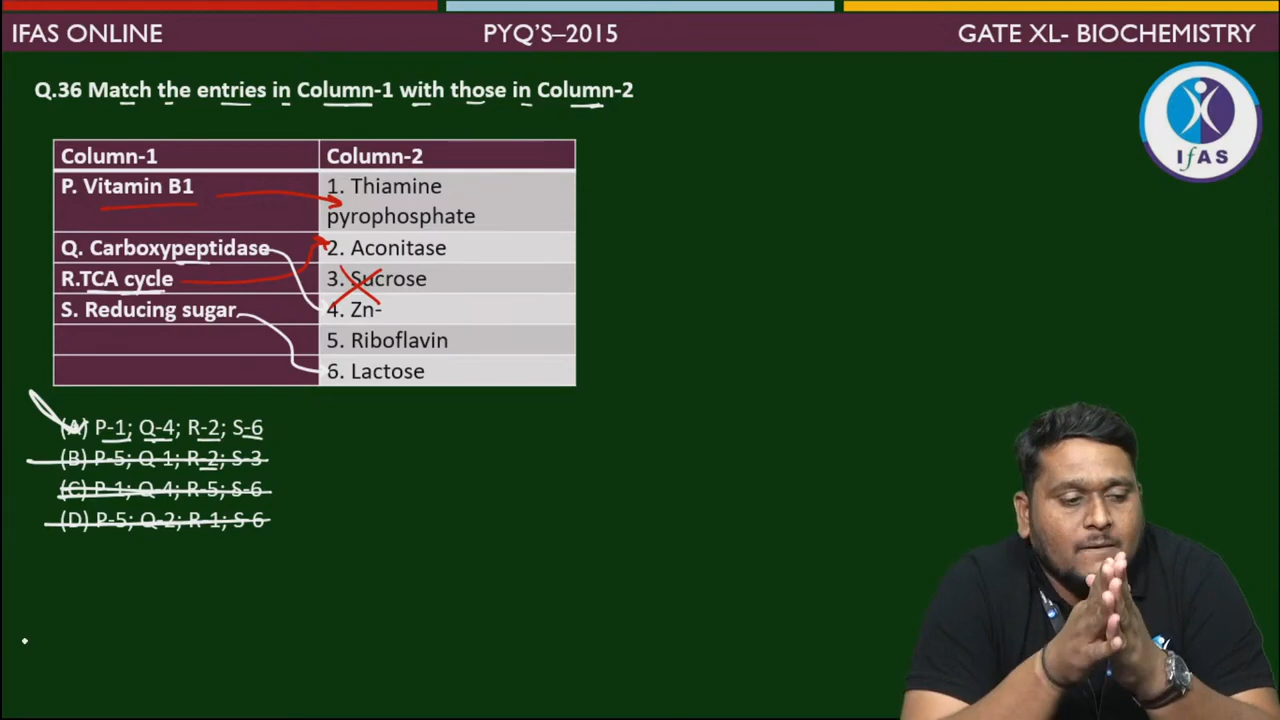 IFAS ONLINE
PYQ'S–2015
GATE XL- BIOCHEMISTRY
Q.36 Match the entries in Column-1 with those in Column-2
IFAS
Column-1 Column-2
P. Vitamin B1 1. Thiamine
pyrophosphate
Q. Carboxypeptidase 2. Aconitase
R.TCA cycle 3. Sucrose
S. Reducing sugar 4. Zn-
5. Riboflavin
6. Lactose
(A) P-1; Q-4; R-2; S-6
(B) P-5; Q-1; R-2; S-3
(C) P-1; Q-4; R-5; S-6
(D) P-5; Q-2; R-1; S-6